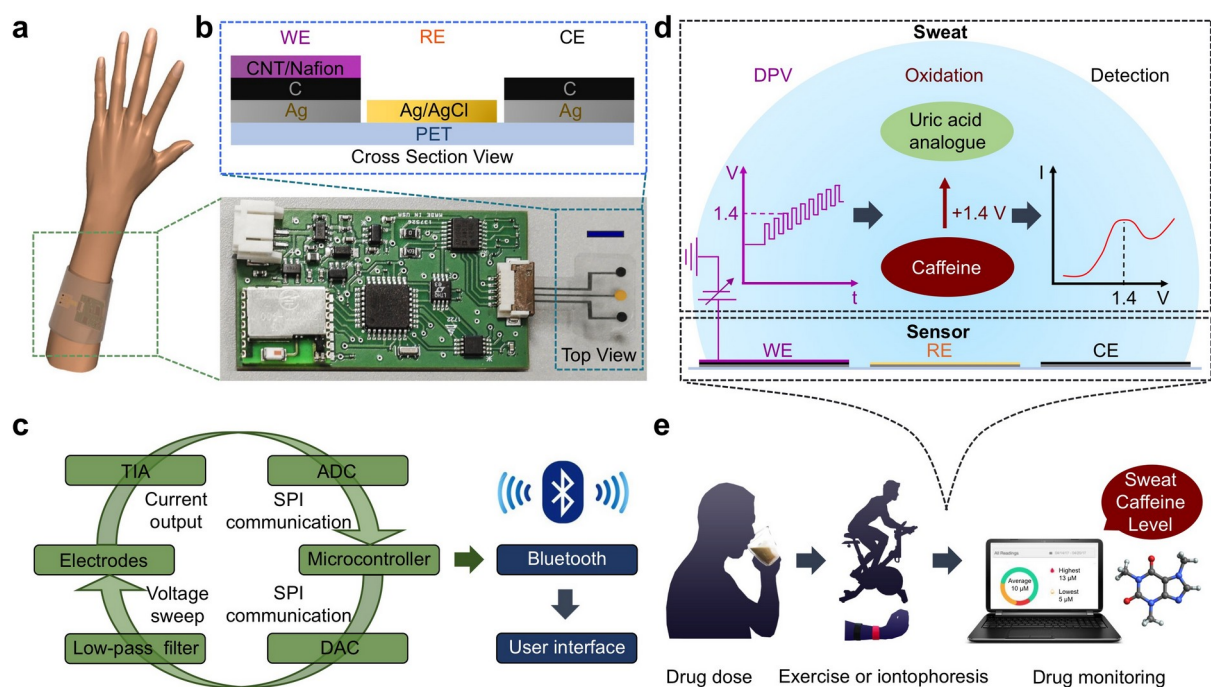 a
b
WE
RE
CE
CNT/Nafion
C
C
Ag
Ag/AgCl
Ag
PET
Cross Section View
Top View
c
TIA
ADC
Current
output
SPI
communication
Electrodes
Microcontroller
Voltage
sweep
SPI
communication
Low-pass filter
DAC
Bluetooth
User interface
d
Sweat
DPV
Oxidation
Detection
Uric acid
analogue
V
1.4
t
+1.4 V
Caffeine
I
1.4
V
Sensor
WE
RE
CE
e
Sweat
Caffeine
Level
All Readings
Average
10 µM
Highest
13 µM
Lowest
5 µM
Drug dose
Exercise or iontophoresis
Drug monitoring